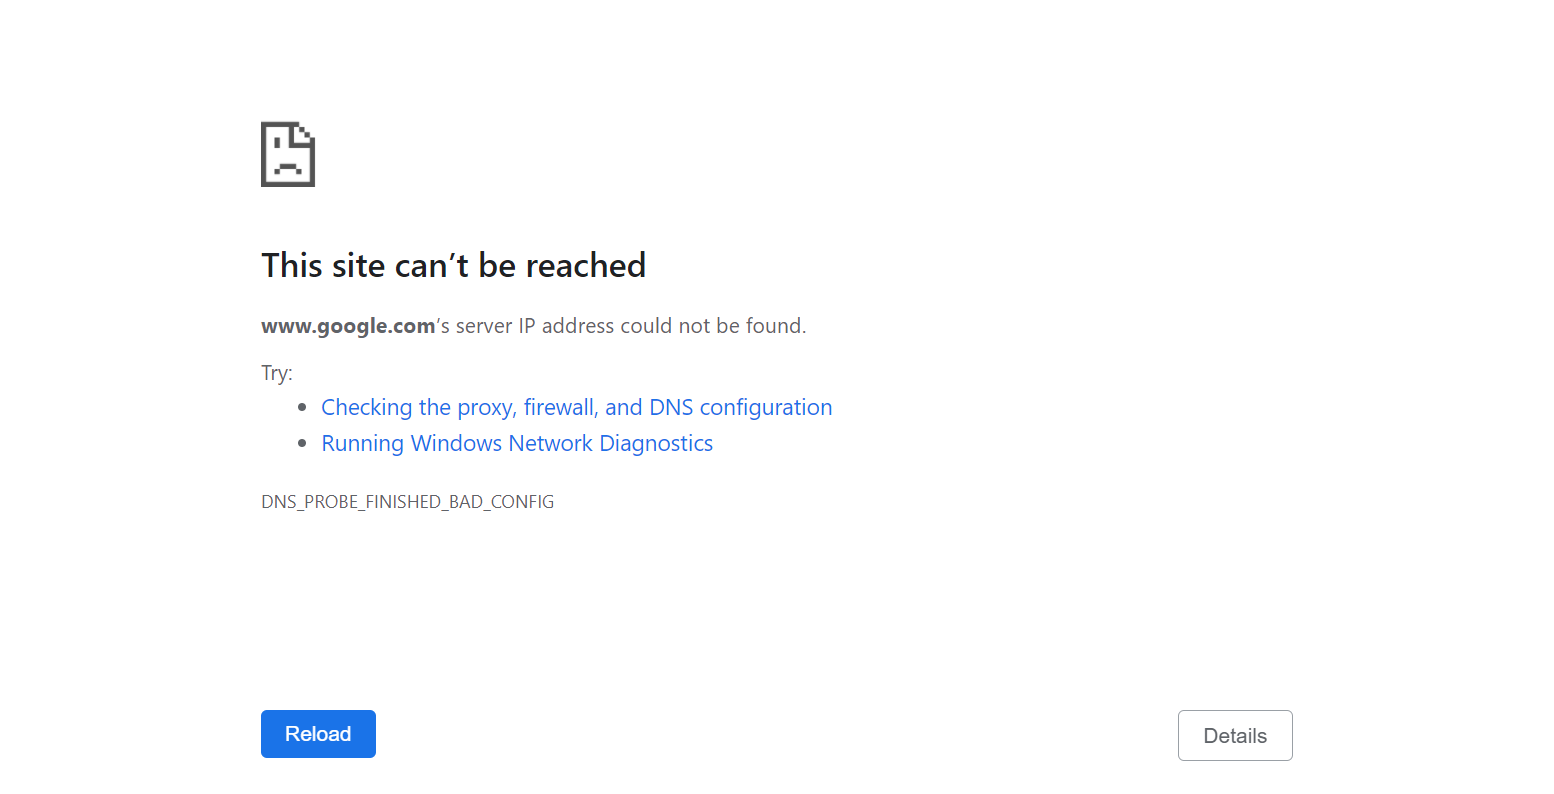 This site can’t be reached
www.google.com’s server IP address could not be found.
Try:
• Checking the proxy, firewall, and DNS configuration
• Running Windows Network Diagnostics
DNS_PROBE_FINISHED_BAD_CONFIG
Reload
Details